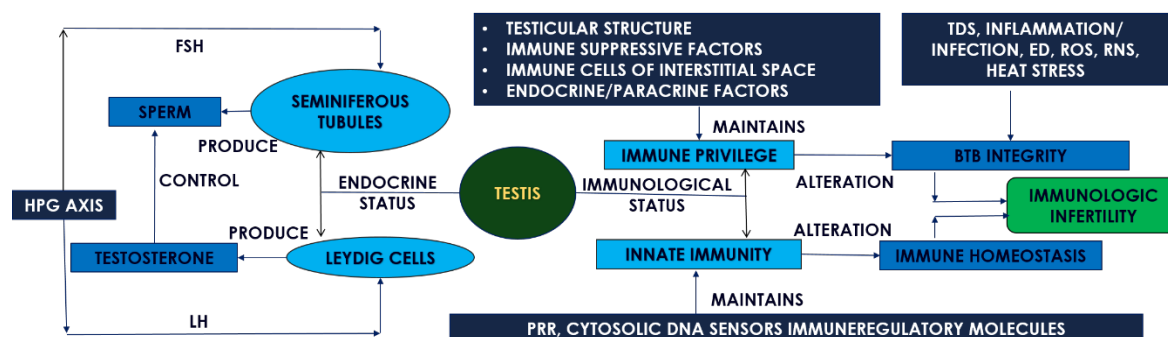 FSH
SEMINIFEROUS
TUBULES
SPERM
PRODUCE
CONTROL
HPG AXIS
ENDOCRINE
STATUS
PRODUCE
TESTOSTERONE
LEYDIG CELLS
LH
TESTIS
• TESTICULAR STRUCTURE
• IMMUNE SUPPRESSIVE FACTORS
• IMMUNE CELLS OF INTERSTITIAL SPACE
• ENDOCRINE/PARACRINE FACTORS
MAINTAINS
IMMUNE PRIVILEGE
IMMUNOLOGICAL
STATUS
ALTERATION
INNATE IMMUNITY
ALTERATION
MAINTAINS
PRR, CYTOSOLIC DNA SENSORS IMMUNEREGULATORY MOLECULES
TDS, INFLAMMATION/
INFECTION, ED, ROS, RNS,
HEAT STRESS
BTB INTEGRITY
IMMUNOLOGIC
INFERTILITY
IMMUNE HOMEOSTASIS